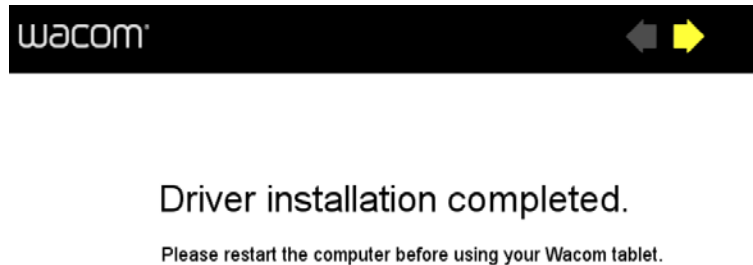 wacom
Driver installation completed.
Please restart the computer before using your Wacom tablet.